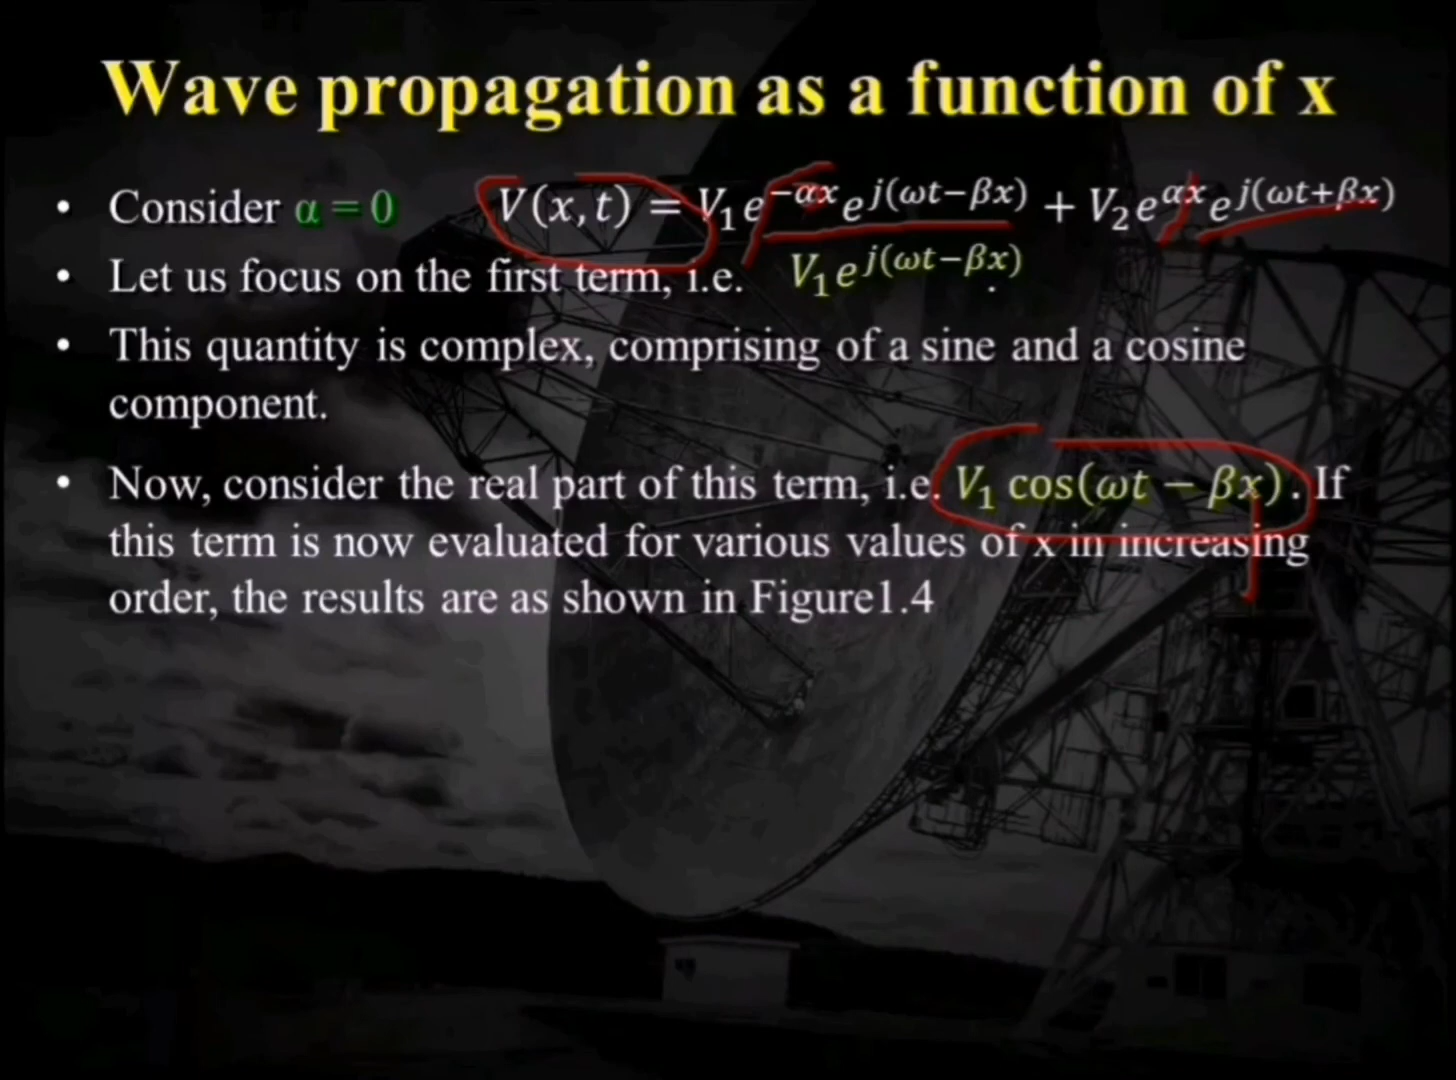 Wave propagation as a function of x
• Consider α = 0 V(x,t) = V₁e^{−αx}e^{j(ωt−βx)} + V₂e^{αx}e^{j(ωt+βx)}
• Let us focus on the first term, i.e. V₁e^{j(ωt−βx)}.
• This quantity is complex, comprising of a sine and a cosine
component.
• Now, consider the real part of this term, i.e. V₁ cos(ωt − βx). If
this term is now evaluated for various values of x in increasing
order, the results are as shown in Figure1.4